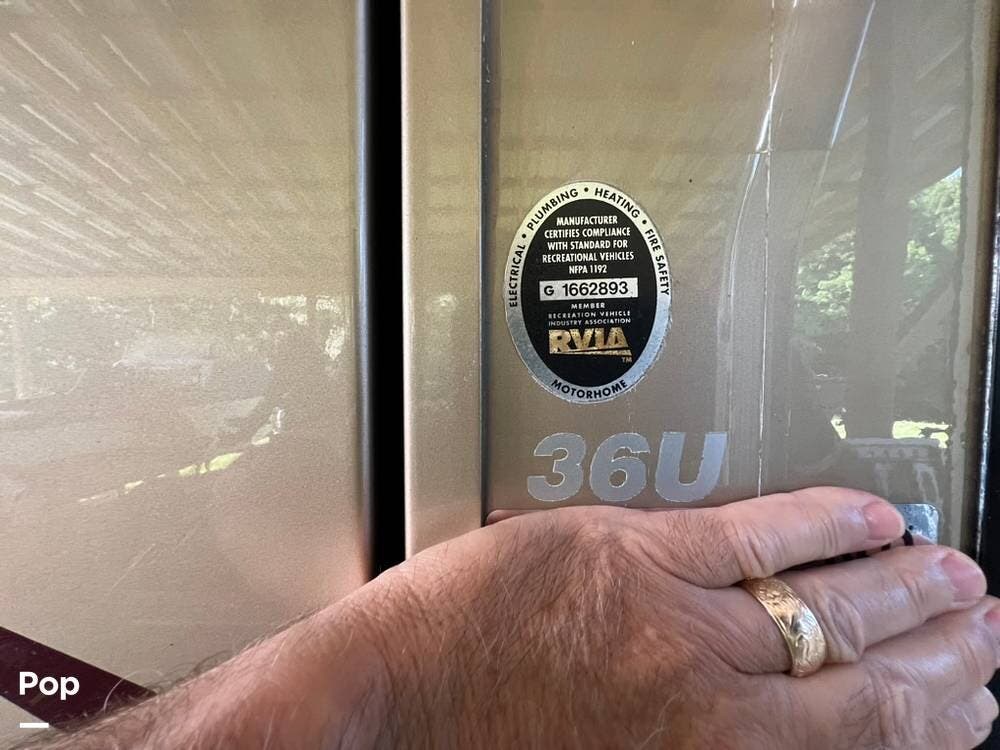 ELECTRICAL • PLUMBING • HEATING • FIRE SAFETY
MANUFACTURER
CERTIFIES COMPLIANCE
WITH STANDARD FOR
RECREATIONAL VEHICLES
NFPA 1192
G 1662893
MEMBER
RECREATION VEHICLE
INDUSTRY ASSOCIATION
RVIA
TM
MOTORHOME
36U
Pop